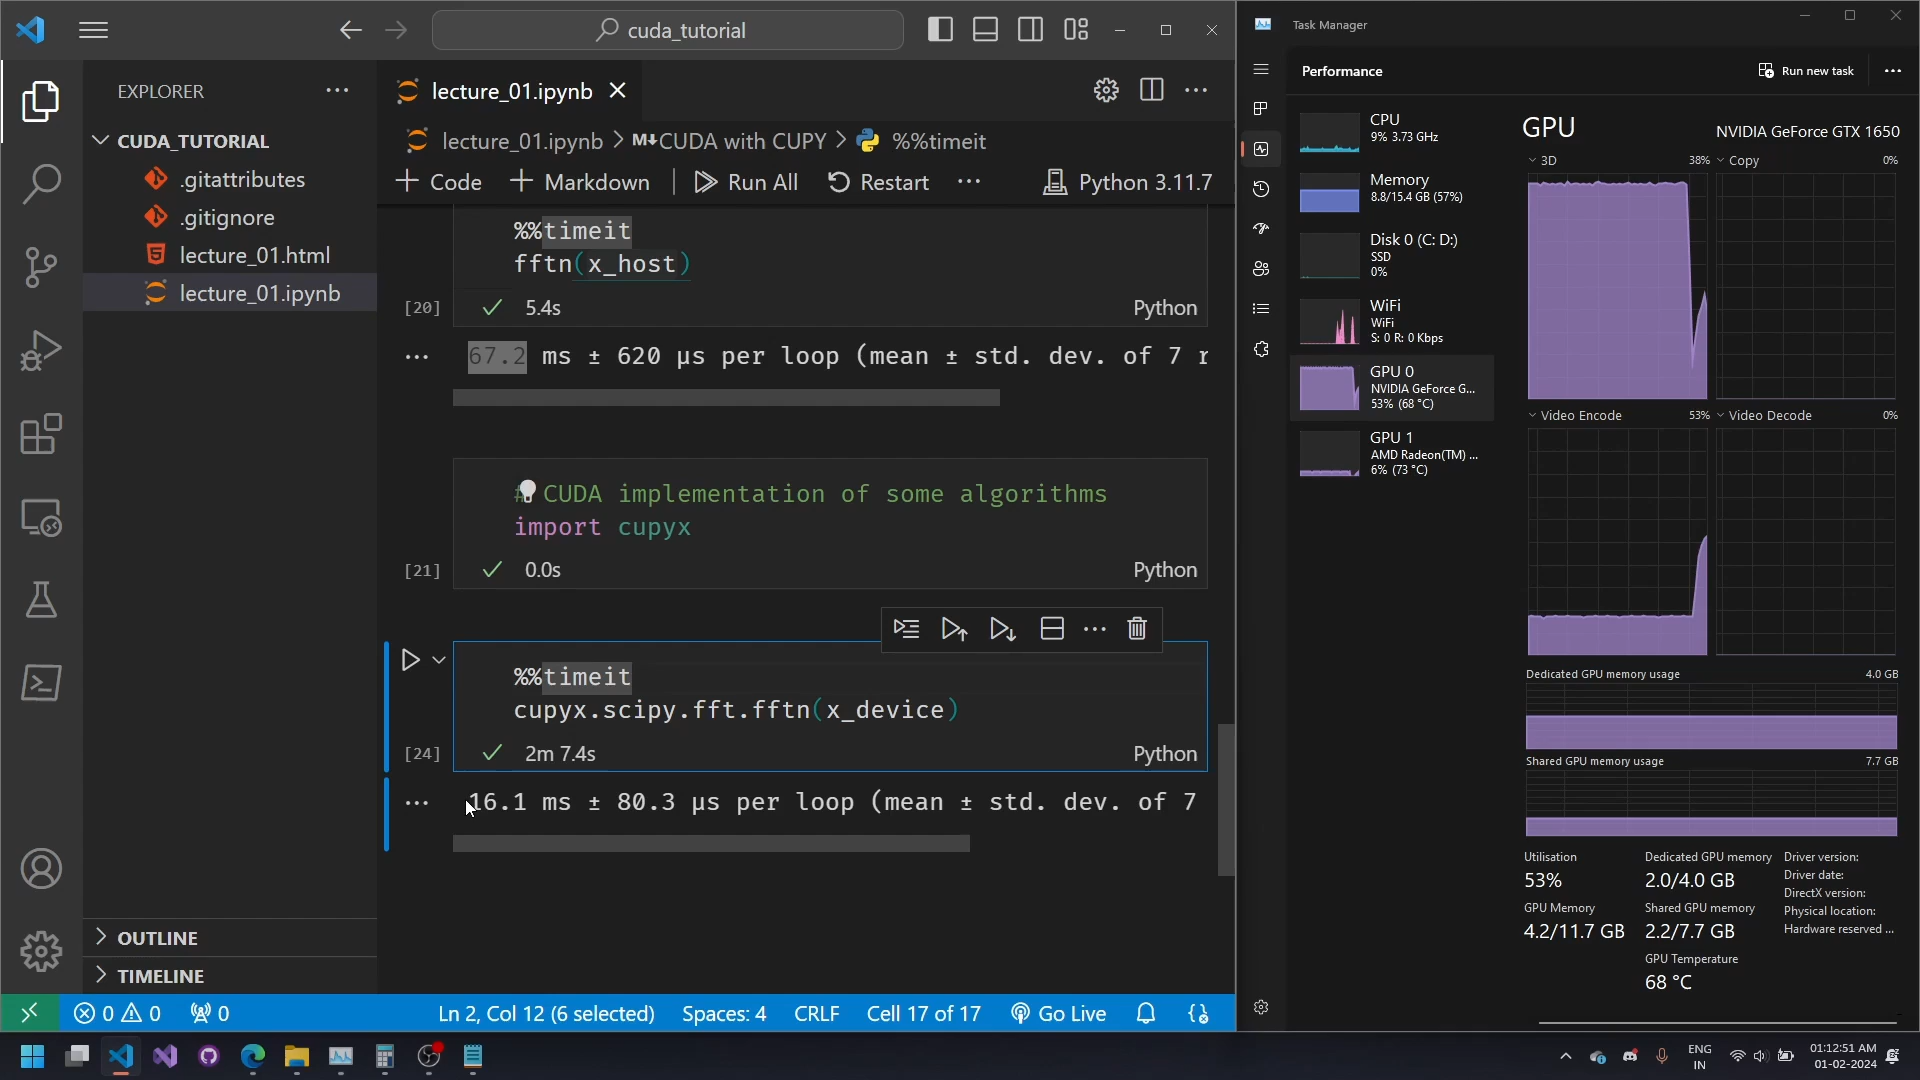 cuda_tutorial
EXPLORER
CUDA_TUTORIAL
.gitattributes
.gitignore
lecture_01.html
lecture_01.ipynb
OUTLINE
TIMELINE
lecture_01.ipynb
lecture_01.ipynb > M↓CUDA with CUPY > %%timeit
+ Code + Markdown | Run All Restart ··· Python 3.11.7
%%timeit
fftn(x_host)
[20] ✓ 5.4s Python
67.2 ms ± 620 μs per loop (mean ± std. dev. of 7 r
# CUDA implementation of some algorithms
import cupyx
[21] ✓ 0.0s Python
%%timeit
cupyx.scipy.fft.fftn(x_device)
[24] ✓ 2m 7.4s Python
16.1 ms ± 80.3 μs per loop (mean ± std. dev. of 7
0 0 0 Ln 2, Col 12 (6 selected) Spaces: 4 CRLF Cell 17 of 17 Go Live
Task Manager
Performance Run new task ···
CPU
9% 3.73 GHz
Memory
8.8/15.4 GB (57%)
Disk 0 (C: D:)
SSD
0%
WiFi
WiFi
S: 0 R: 0 Kbps
GPU 0
NVIDIA GeForce G...
53% (68 °C)
GPU 1
AMD Radeon(TM) ...
6% (73 °C)
GPU NVIDIA GeForce GTX 1650
3D 38% Copy 0%
Video Encode 53% Video Decode 0%
Dedicated GPU memory usage 4.0 GB
Shared GPU memory usage 7.7 GB
Utilisation
53%
GPU Memory
4.2/11.7 GB
Dedicated GPU memory
2.0/4.0 GB
Shared GPU memory
2.2/7.7 GB
GPU Temperature
68 °C
Driver version:
Driver date:
DirectX version:
Physical location:
Hardware reserved ...
ENG
IN
01:12:51 AM
01-02-2024